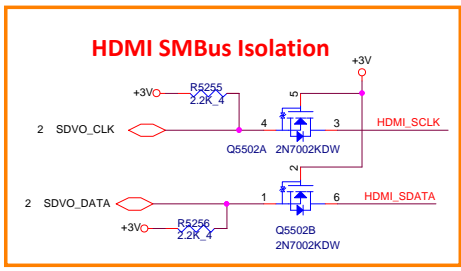 HDMI SMBus Isolation
+3V
R5255
+3V
2.2K_4
5
2 SDVO_CLK
4
3
HDMI_SCLK
Q5502A
2N7002KDW
2
2 SDVO_DATA
1
6
HDMI_SDATA
R5256
+3V
2.2K_4
Q5502B
2N7002KDW